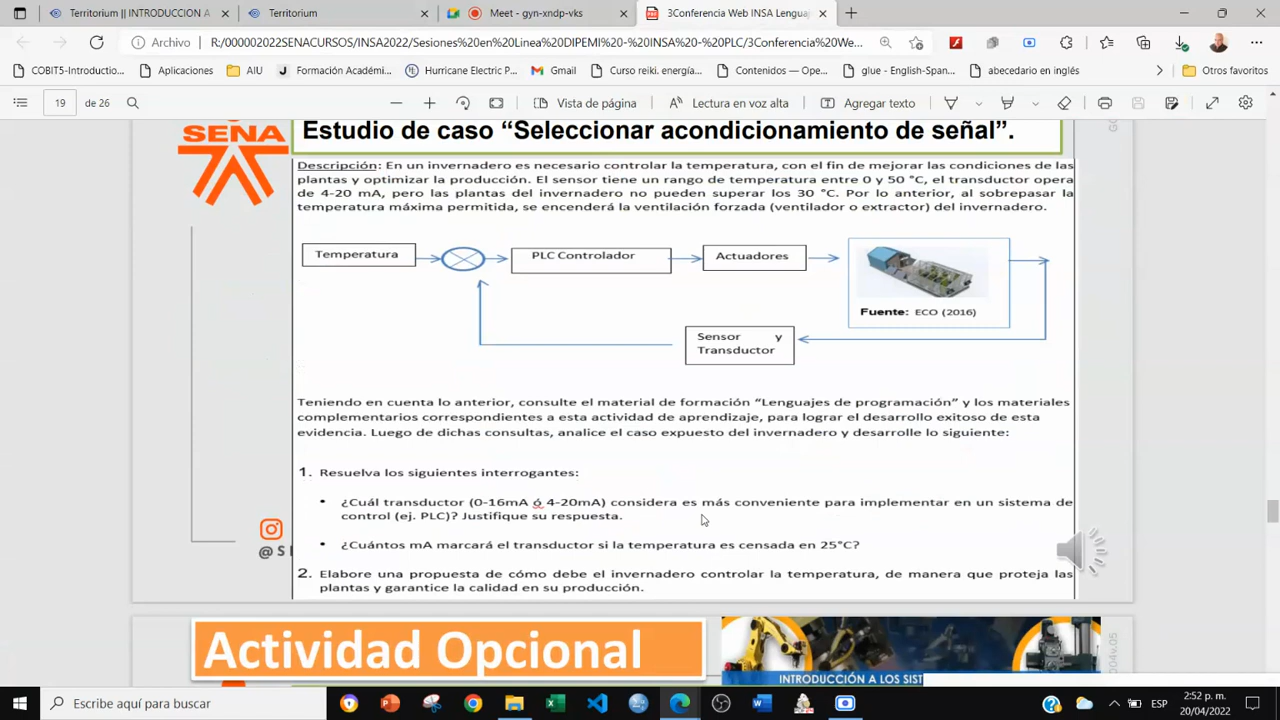 Territorium | INTRODUCCION A
Territorium
Meet - gyn-xndp-vks
3Conferencia Web INSA Lenguaj
Archivo
R:/000002022SENACURSOS/INSA2022/Sesiones%20en%20Linea%20DIPEMI%20-%20INSA%20-%20PLC/3Conferencia%20We...
COBIT5-Introductio...
Aplicaciones
AIU
Formación Académi...
Hurricane Electric P...
Gmail
Curso reiki. energía...
Contenidos — Ope...
glue - English-Span...
abecedario en inglés
Otros favoritos
19 de 26
Vista de página
Lectura en voz alta
Agregar texto
SENA
Estudio de caso “Seleccionar acondicionamiento de señal”.
Descripción: En un invernadero es necesario controlar la temperatura, con el fin de mejorar las condiciones de las
plantas y optimizar la producción. El sensor tiene un rango de temperatura entre 0 y 50 °C, el transductor opera
de 4-20 mA, pero las plantas del invernadero no pueden superar los 30 °C. Por lo anterior, al sobrepasar la
temperatura máxima permitida, se encenderá la ventilación forzada (ventilador o extractor) del invernadero.
Temperatura
PLC Controlador
Actuadores
Fuente: ECO (2016)
Sensor y
Transductor
Teniendo en cuenta lo anterior, consulte el material de formación “Lenguajes de programación” y los materiales
complementarios correspondientes a esta actividad de aprendizaje, para lograr el desarrollo exitoso de esta
evidencia. Luego de dichas consultas, analice el caso expuesto del invernadero y desarrolle lo siguiente:
1. Resuelva los siguientes interrogantes:
• ¿Cuál transductor (0-16mA ó 4-20mA) considera es más conveniente para implementar en un sistema de
control (ej. PLC)? Justifique su respuesta.
• ¿Cuántos mA marcará el transductor si la temperatura es censada en 25°C?
2. Elabore una propuesta de cómo debe el invernadero controlar la temperatura, de manera que proteja las
plantas y garantice la calidad en su producción.
@S
Actividad Opcional
INTRODUCCIÓN A LOS SIST
Escribe aquí para buscar
ESP
2:52 p. m.
20/04/2022